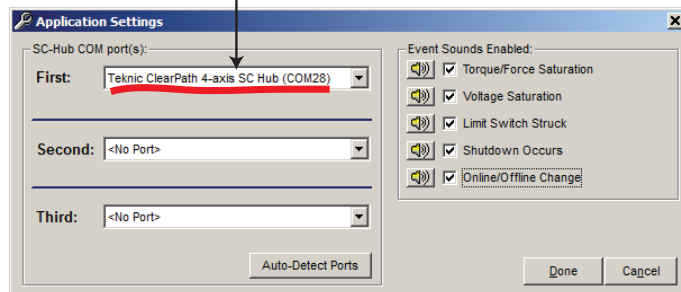 Application Settings
SC-Hub COM port(s):
First:
Teknic ClearPath 4-axis SC Hub (COM28)
Second:
<No Port>
Third:
<No Port>
Auto-Detect Ports
Event Sounds Enabled:
Torque/Force Saturation
Voltage Saturation
Limit Switch Struck
Shutdown Occurs
Online/Offline Change
Done
Cancel